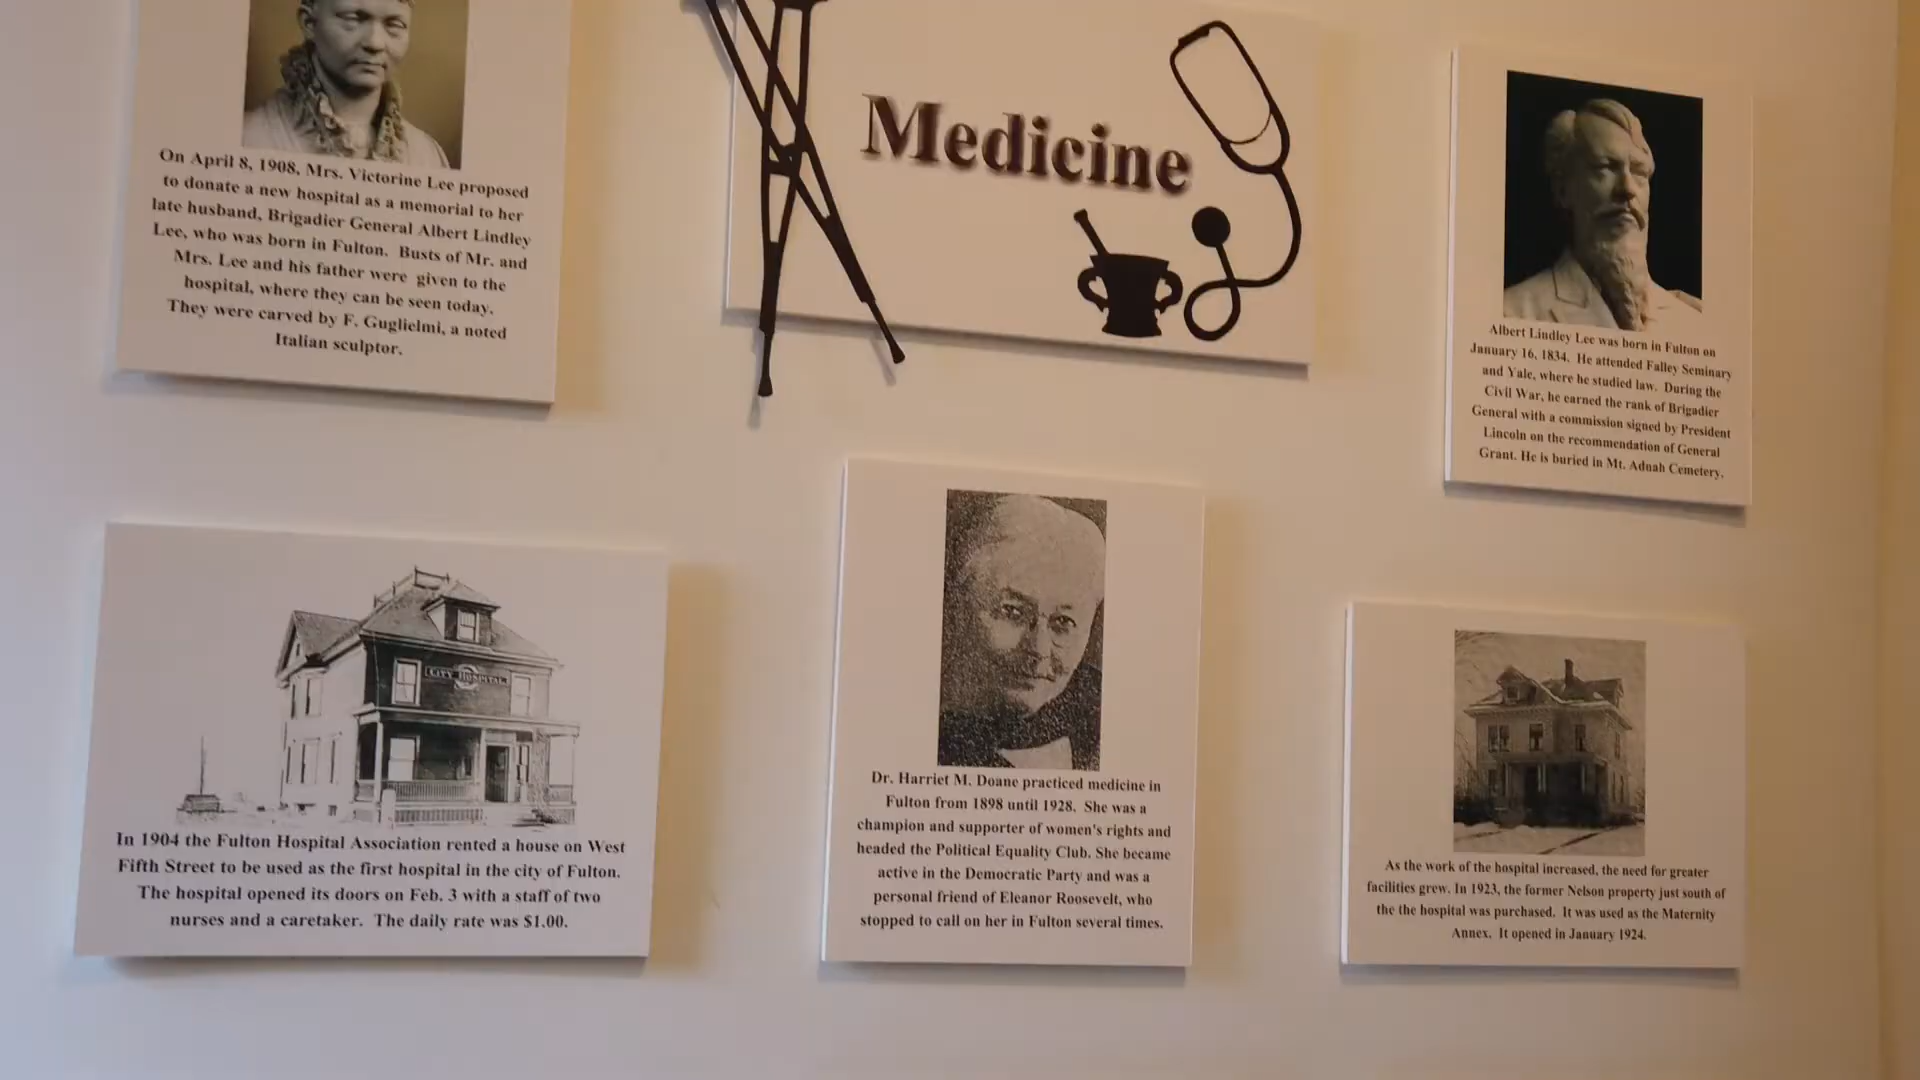 On April 8, 1908, Mrs. Victorine Lee proposed
to donate a new hospital as a memorial to her
late husband, Brigadier General Albert Lindley
Lee, who was born in Fulton. Busts of Mr. and
Mrs. Lee and his father were given to the
hospital, where they can be seen today.
They were carved by F. Guglielmi, a noted
Italian sculptor.
Medicine
Albert Lindley Lee was born in Fulton on
January 16, 1834. He attended Falley Seminary
and Yale, where he studied law. During the
Civil War, he earned the rank of Brigadier
General with a commission signed by President
Lincoln on the recommendation of General
Grant. He is buried in Mt. Adnah Cemetery.
CITY HOSPITAL
In 1904 the Fulton Hospital Association rented a house on West
Fifth Street to be used as the first hospital in the city of Fulton.
The hospital opened its doors on Feb. 3 with a staff of two
nurses and a caretaker. The daily rate was $1.00.
Dr. Harriet M. Doane practiced medicine in
Fulton from 1898 until 1928. She was a
champion and supporter of women's rights and
headed the Political Equality Club. She became
active in the Democratic Party and was a
personal friend of Eleanor Roosevelt, who
stopped to call on her in Fulton several times.
As the work of the hospital increased, the need for greater
facilities grew. In 1923, the former Nelson property just south of
the the hospital was purchased. It was used as the Maternity
Annex. It opened in January 1924.